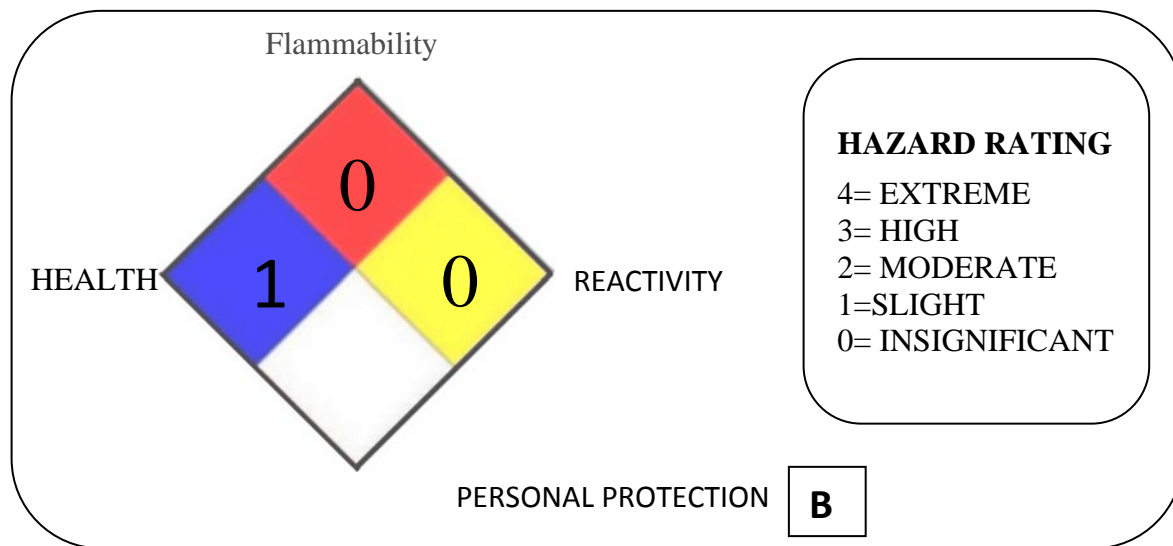 Flammability
0
HEALTH
1
0
REACTIVITY
HAZARD RATING
4= EXTREME
3= HIGH
2= MODERATE
1=SLIGHT
0= INSIGNIFICANT
PERSONAL PROTECTION
B